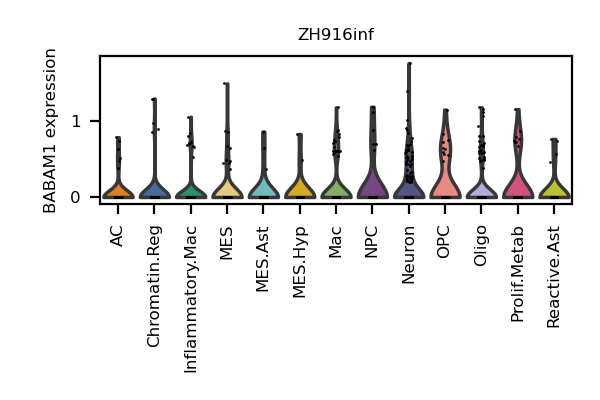 ZH916inf
BABAM1 expression
1
0
AC
Chromatin.Reg
Inflammatory.Mac
MES
MES.Ast
MES.Hyp
Mac
NPC
Neuron
OPC
Oligo
Prolif.Metab
Reactive.Ast